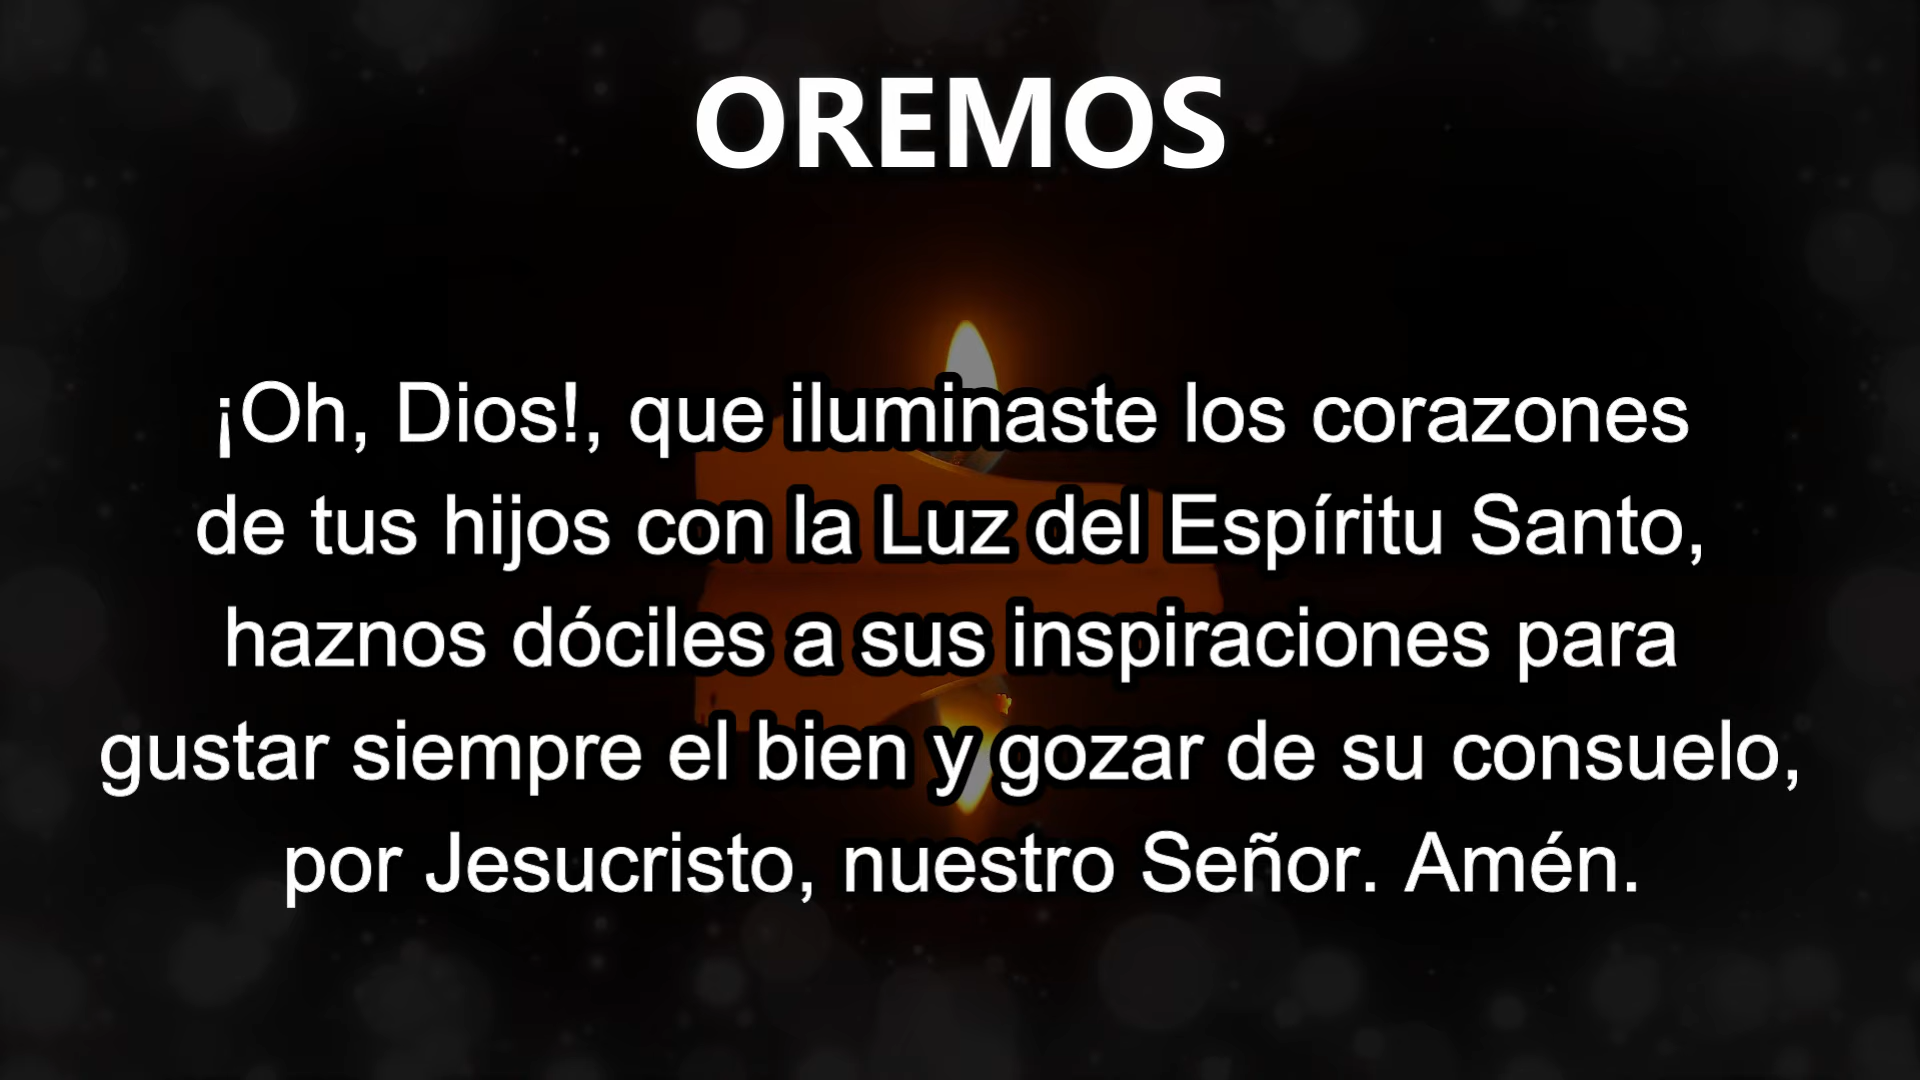 OREMOS
¡Oh, Dios!, que iluminaste los corazones
de tus hijos con la Luz del Espíritu Santo,
haznos dóciles a sus inspiraciones para
gustar siempre el bien y gozar de su consuelo,
por Jesucristo, nuestro Señor. Amén.